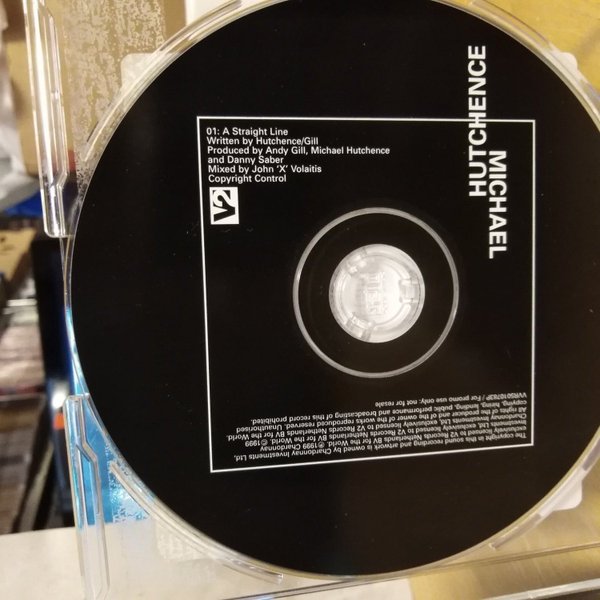 MICHAEL
HUTCHENCE
01: A Straight Line
Written by Hutchence/Gill
Produced by Andy Gill, Michael Hutchence
and Danny Saber
Mixed by John 'X' Volaitis
Copyright Control
V2
The copyright in this sound recording and artwork is owned by Chardonnay Investments Ltd,
exclusively licensed to V2 Records Netherlands BV for the World. ℗ 1999 Chardonnay
Investments Ltd, exclusively licensed to V2 Records Netherlands BV for the World. © 1999
All rights of the producer and the owner of the works reproduced reserved. Unauthorised
copying, hiring, lending, public performance and broadcasting of this record prohibited.
For promo use only; not for resale